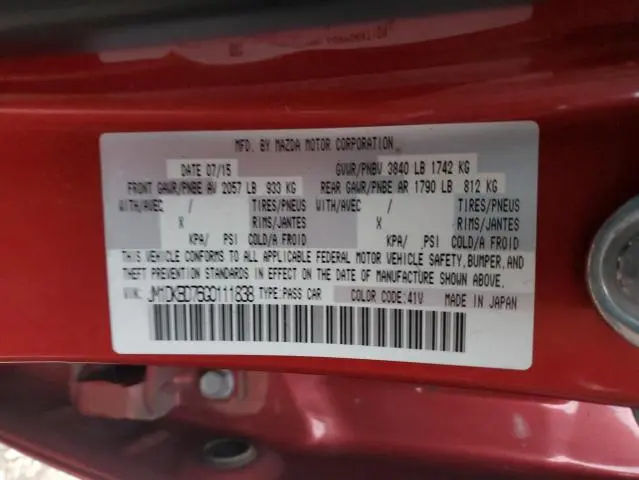 MFD. BY MAZDA MOTOR CORPORATION
DATE 07/15 GVWR/PNBV 3840 LB 1742 KG
FRONT GAWR/PNBE AV 2057 LB 933 KG REAR GAWR/PNBE AR 1790 LB 812 KG
WITH/AVEC / TIRES/PNEUS WITH/AVEC / TIRES/PNEUS
X RIMS/JANTES X RIMS/JANTES
KPA/ PSI COLD/A FROID KPA/ PSI COLD/A FROID
THIS VEHICLE CONFORMS TO ALL APPLICABLE FEDERAL MOTOR VEHICLE SAFETY, BUMPER, AND
THEFT PREVENTION STANDARDS IN EFFECT ON THE DATE OF MANUFACTURE SHOWN ABOVE.
VIN: JM1DKBD76G0111838 TYPE:PASS CAR COLOR CODE:41V MADE IN JAPAN